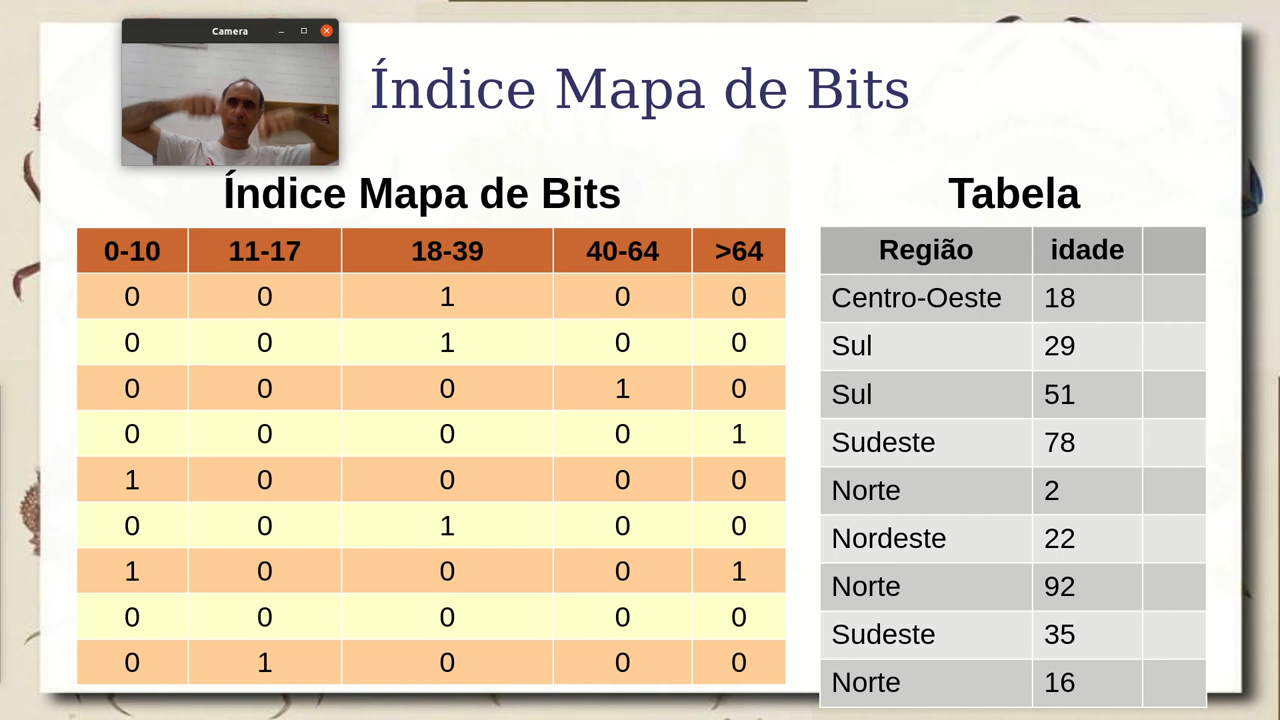 Camera
Índice Mapa de Bits
Índice Mapa de Bits
0-10 11-17 18-39 40-64 >64
0 0 1 0 0
0 0 1 0 0
0 0 0 1 0
0 0 0 0 1
1 0 0 0 0
0 0 1 0 0
1 0 0 0 1
0 0 0 0 0
0 1 0 0 0
Tabela
Região idade
Centro-Oeste 18
Sul 29
Sul 51
Sudeste 78
Norte 2
Nordeste 22
Norte 92
Sudeste 35
Norte 16